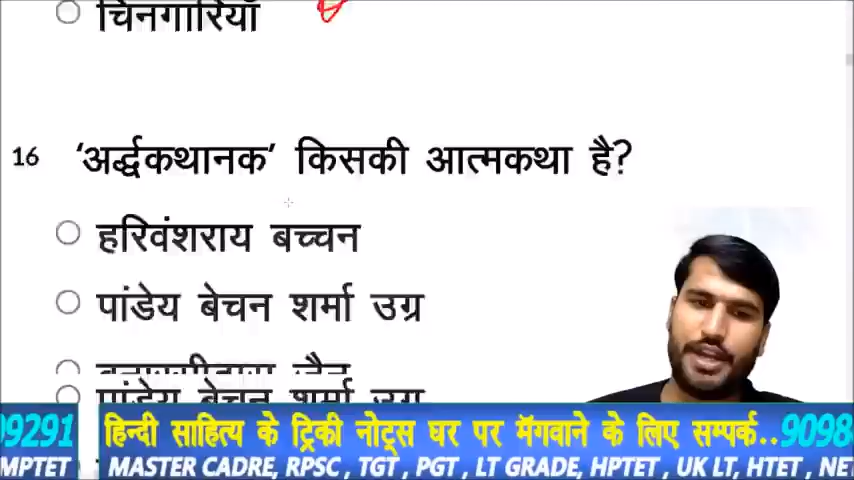 चिनगारियाँ
16 'अर्द्धकथानक' किसकी आत्मकथा है?
हरिवंशराय बच्चन
पांडेय बेचन शर्मा उग्र
पांडेय बेचन शर्मा उग्र
09291 हिन्दी साहित्य के ट्रिकी नोट्स घर पर मॅगवाने के लिए सम्पर्क..9098
MPTET MASTER CADRE, RPSC , TGT , PGT , LT GRADE, HPTET , UK LT, HTET , NET